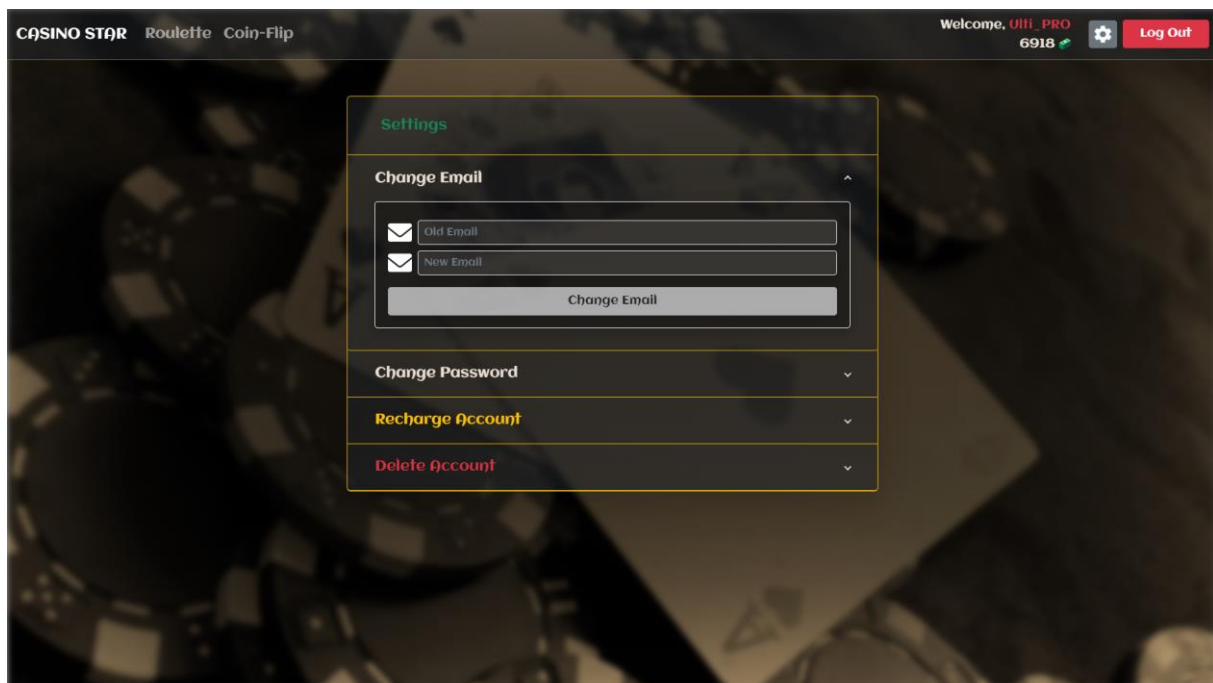 CASINO STAR Roulette Coin-Flip
Welcome, Ulti_PRO
6918
Log Out
Settings
Change Email
Old Email
New Email
Change Email
Change Password
Recharge Account
Delete Account